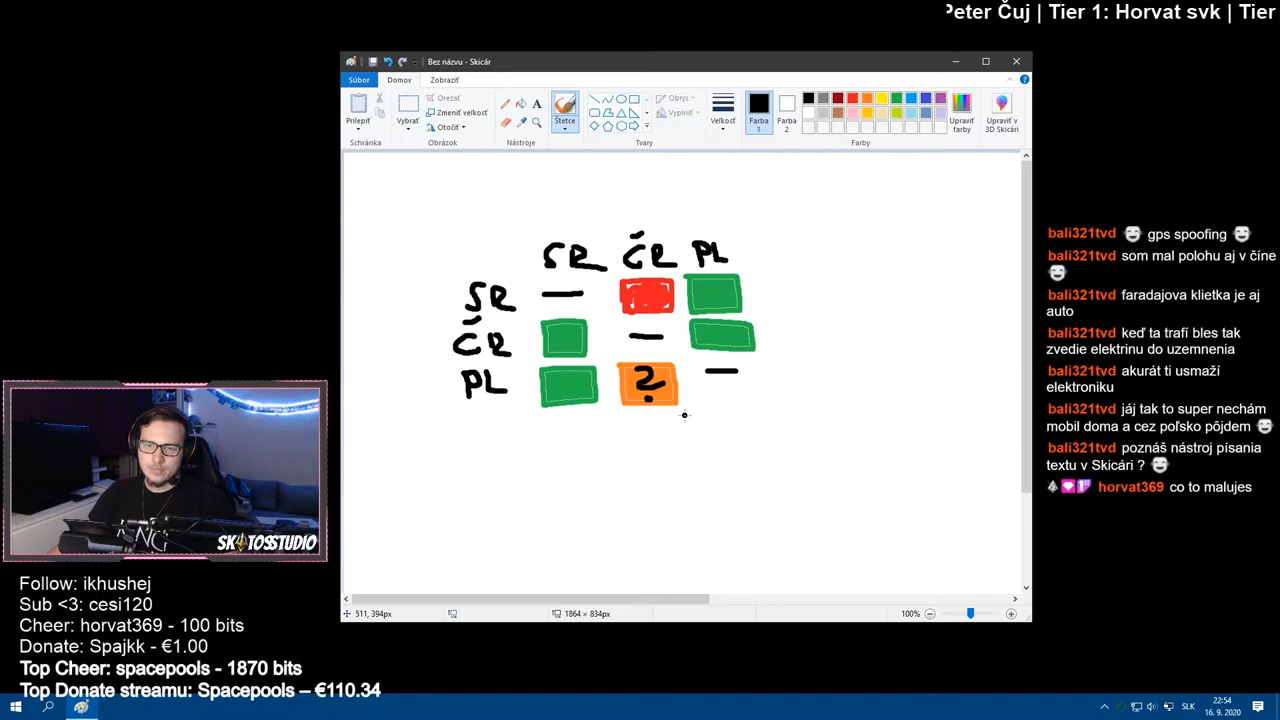 Peter Čuj | Tier 1: Horvat svk | Tier
Bez názvu - Skicár
Súbor
Domov
Zobraziť
Prilepiť
Schránka
Vybrať
Orezať
Zmeniť veľkosť
Otočiť
Obrázok
A
Nástroje
Štetce
Tvary
Obrys
Výplniť
Veľkosť
Farba 1
Farba 2
Upraviť farby
Farby
Upraviť v 3D Skicári
SR ČR PL
SR
ČR
PL ?
511, 394px
1864 × 834px
100%
bali321tvd gps spoofing
bali321tvd som mal polohu aj v číne
bali321tvd faradajova klietka je aj
auto
bali321tvd keď ta trafí bles tak
zvedie elektrinu do uzemnenia
bali321tvd akurát ti usmaží
elektroniku
bali321tvd jáj tak to super nechám
mobil doma a cez poľsko pôjdem
bali321tvd poznáš nástroj písania
textu v Skicári ?
horvat369 co to malujes
SKATOSSTUDIO
Follow: ikhushej
Sub <3: cesi120
Cheer: horvat369 - 100 bits
Donate: Spajkk - €1.00
Top Cheer: spacepools - 1870 bits
Top Donate streamu: Spacepools – €110.34
SLK
22:54
16. 9. 2020